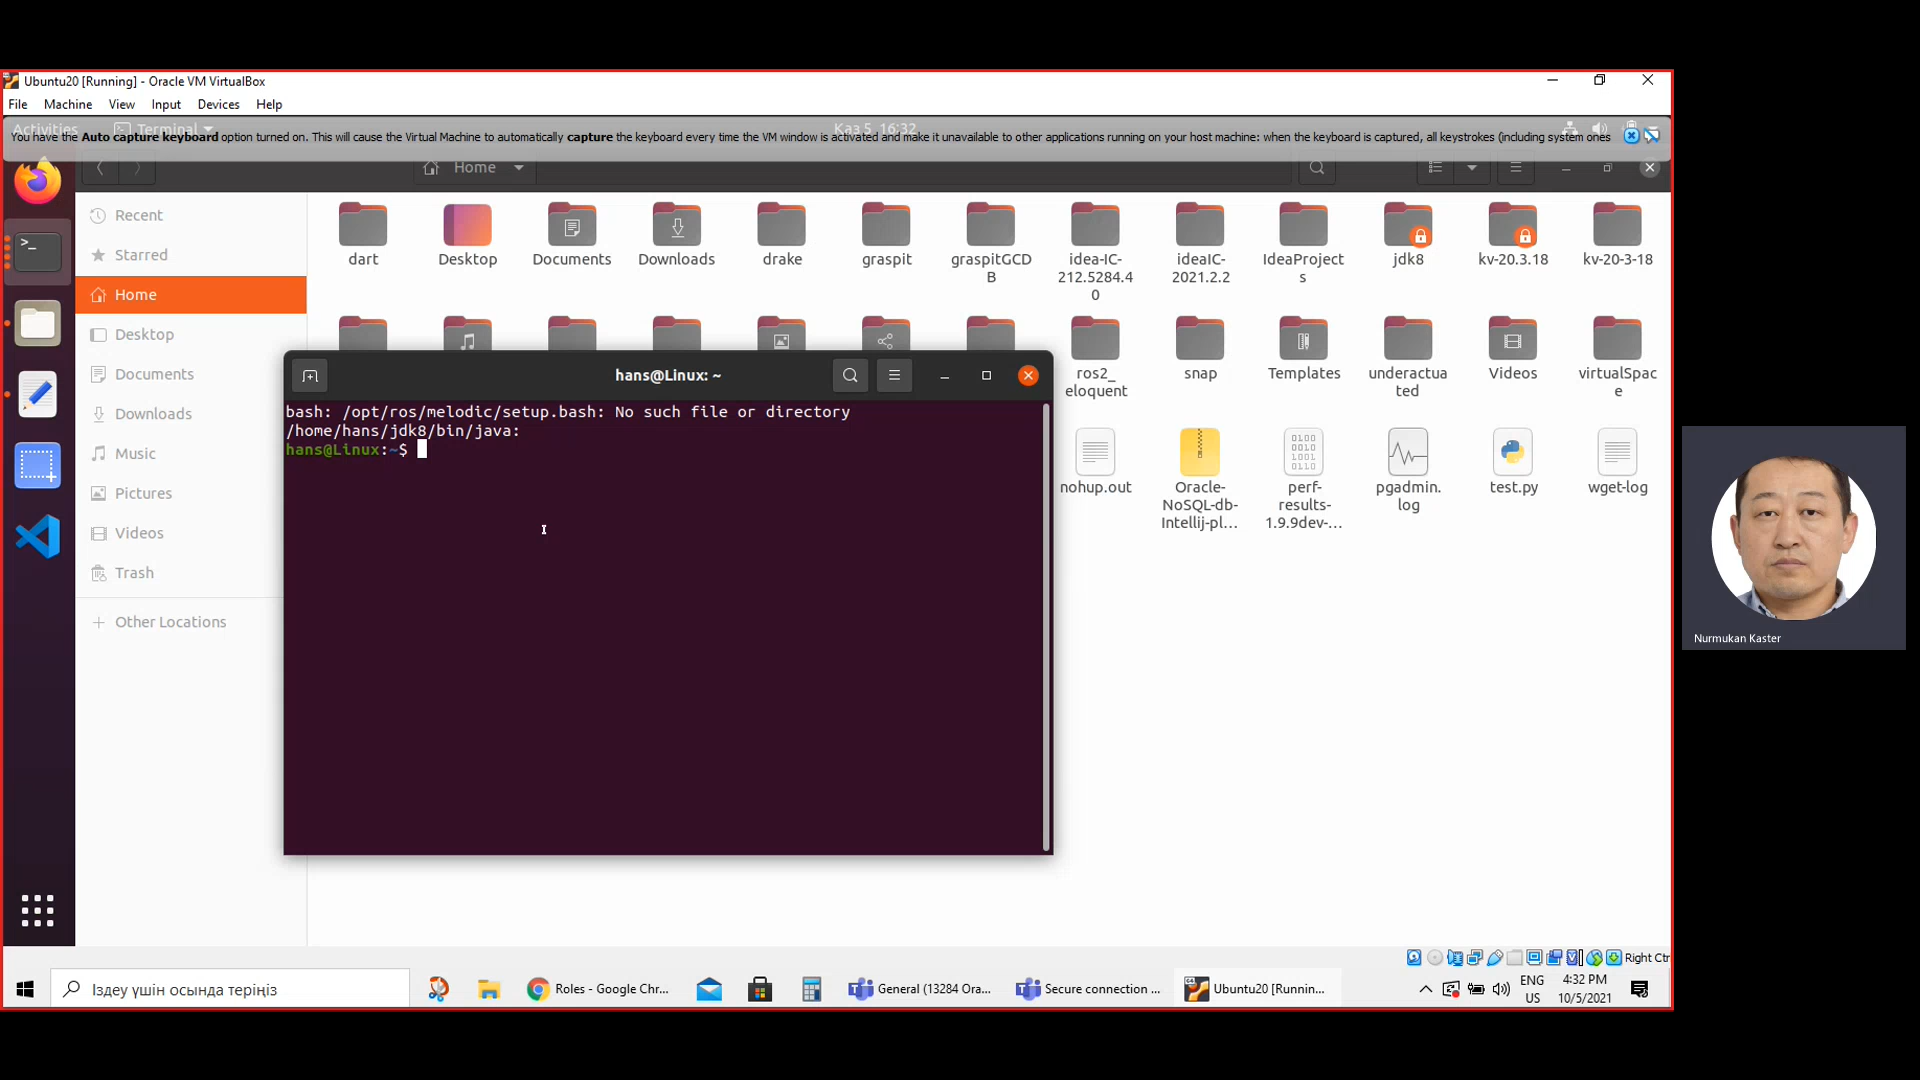 Ubuntu20 [Running] - Oracle VM VirtualBox
File Machine View Input Devices Help
Activities Terminal Каз 5 16:32
You have the Auto capture keyboard option turned on. This will cause the Virtual Machine to automatically capture the keyboard every time the VM window is activated and make it unavailable to other applications running on your host machine: when the keyboard is captured, all keystrokes (including system ones
Home
Recent
Starred
Home
Desktop
Documents
Downloads
Music
Pictures
Videos
Trash
Other Locations
dart
Desktop
Documents
Downloads
drake
graspit
graspitGCD
B
idea-IC-
212.5284.4
0
ideaIC-
2021.2.2
IdeaProject
s
jdk8
kv-20.3.18
kv-20-3-18
ros2_
eloquent
snap
Templates
underactua
ted
Videos
virtualSpac
e
nohup.out
Oracle-
NoSQL-db-
Intellij-pl...
perf-
results-
1.9.9dev-...
pgadmin.
log
test.py
wget-log
hans@Linux: ~
bash: /opt/ros/melodic/setup.bash: No such file or directory
/home/hans/jdk8/bin/java:
hans@Linux:~$
Nurmukan Kaster
Right Ctr
Іздеу үшін осында теріңіз
Roles - Google Chr...
General (13284 Ora...
Secure connection ...
Ubuntu20 [Runnin...
ENG
US
4:32 PM
10/5/2021